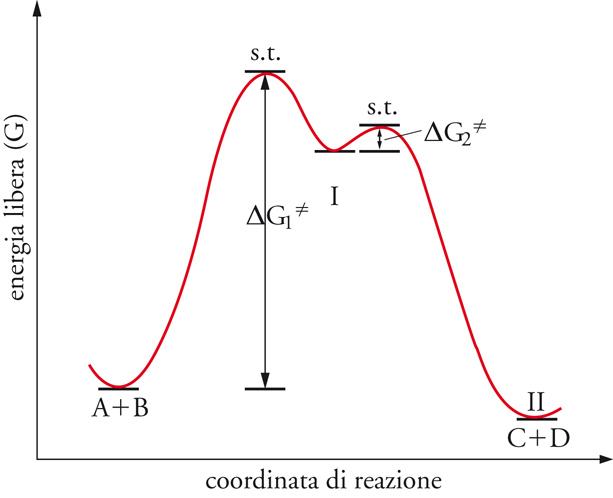 energia libera (G)
s.t.
s.t.
ΔG₂≠
I
ΔG₁≠
A+B
II
C+D
coordinata di reazione